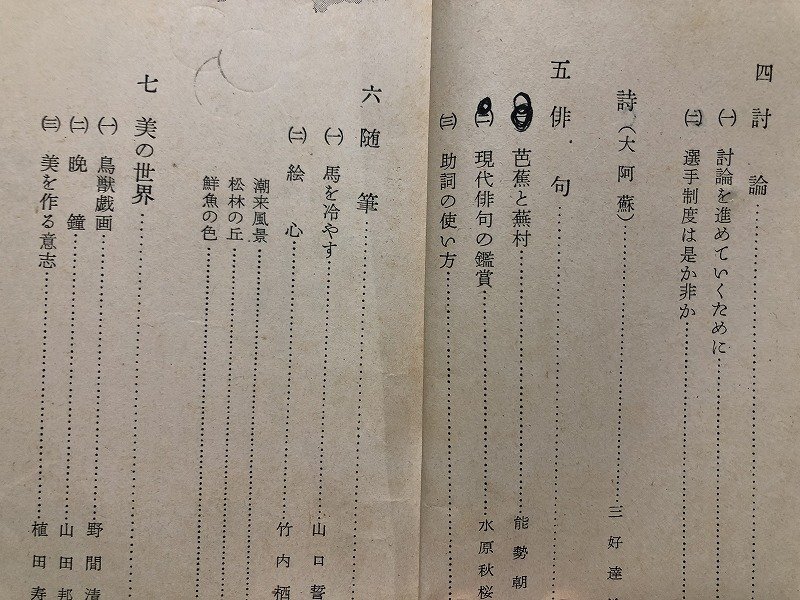 四 討論
㈠ 討論を進めていくために
㈡ 選手制度は是か非か
詩（大阿蘇） 三好達
五 俳句
芭蕉と蕪村 能勢朝
現代俳句の鑑賞 水原秋桜
㈢ 助詞の使い方
六 随筆
㈠ 馬を冷やす 山口誓
㈡ 絵心 竹内栖
潮来風景
松林の丘
鮮魚の色
七 美の世界
㈠ 鳥獣戯画 野間清
㈡ 晩鐘 山田邦
㈢ 美を作る意志 植田寿